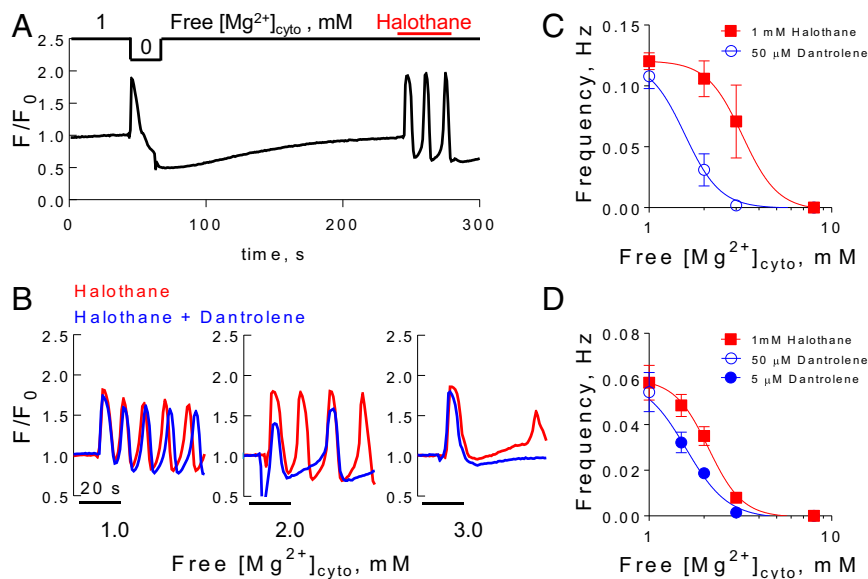 A
1
0
Free [Mg²⁺]cyto, mM
Halothane
2.5
2.0
1.5
1.0
0.5
0.0
F/F₀
0
100
200
300
time, s
B
Halothane
Halothane + Dantrolene
F/F₀
2.5
2.0
1.5
1.0
0.5
2.5
2.0
1.5
1.0
0.5
2.5
2.0
1.5
1.0
0.5
20 s
1.0
2.0
3.0
Free [Mg²⁺]cyto, mM
C
1 mM Halothane
50 µM Dantrolene
Frequency, Hz
0.15
0.10
0.05
0.00
1
10
Free [Mg²⁺]cyto, mM
D
1mM Halothane
50 µM Dantrolene
5 µM Dantrolene
Frequency, Hz
0.08
0.06
0.04
0.02
0.00
1
10
Free [Mg²⁺]cyto, mM